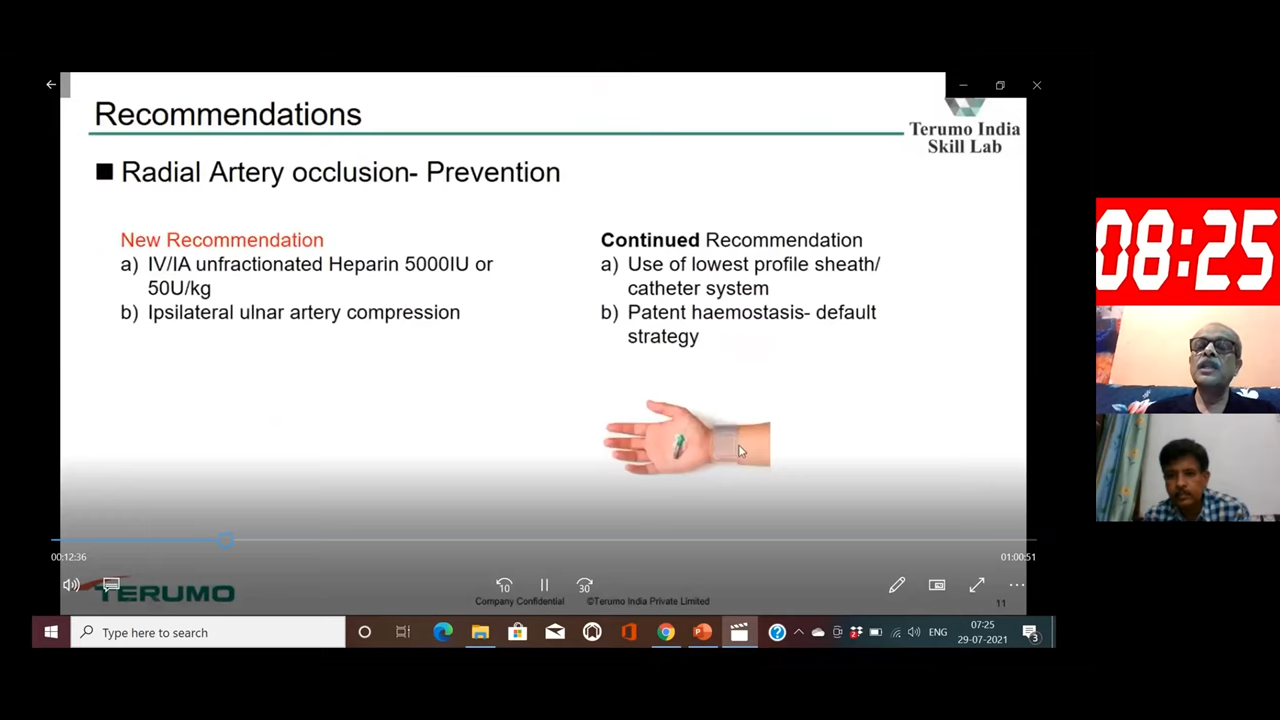 Recommendations
Terumo India
Skill Lab
■ Radial Artery occlusion- Prevention
New Recommendation
a) IV/IA unfractionated Heparin 5000IU or
50U/kg
b) Ipsilateral ulnar artery compression
Continued Recommendation
a) Use of lowest profile sheath/
catheter system
b) Patent haemostasis- default
strategy
08:25
00:12:36
01:00:51
10
30
TERUMO
Company Confidential
©Terumo India Private Limited
11
Type here to search
ENG
07:25
29-07-2021
3